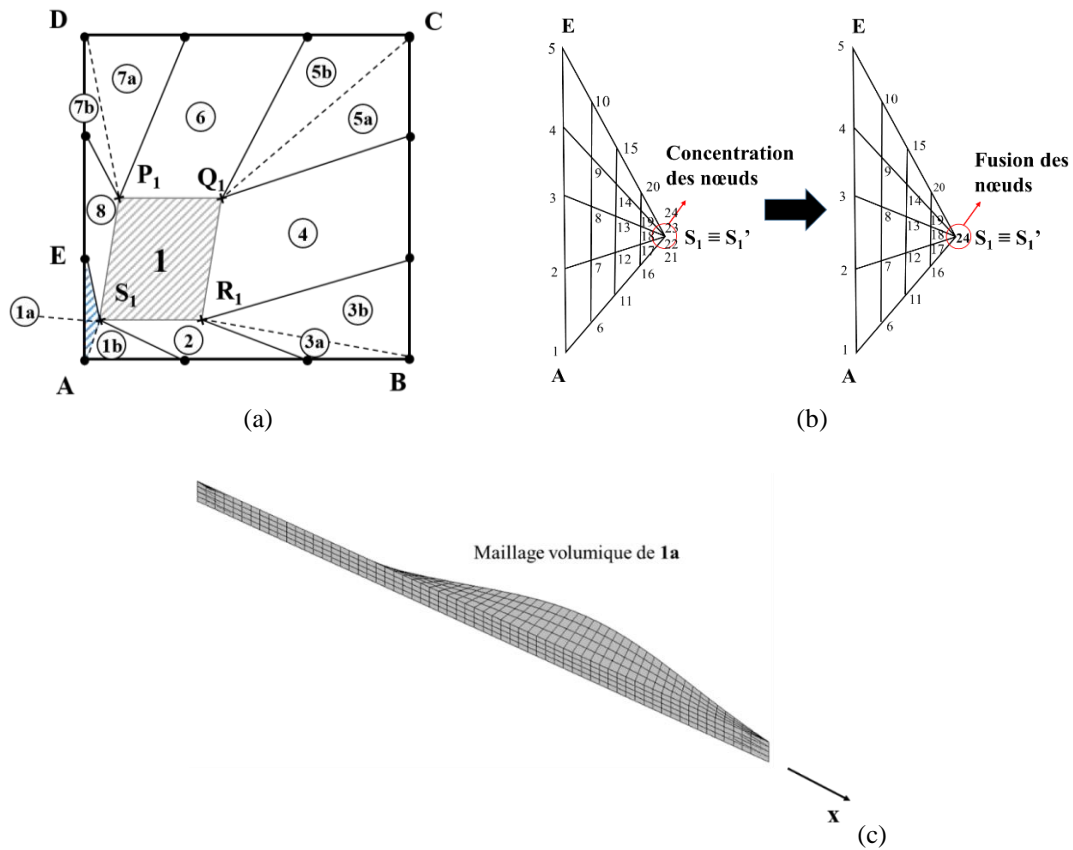 D
C
7a
5b
7b
6
5a
P1
Q1
8
4
E
1
S1
R1
1a
3b
1b
2
3a
A
B
(a)
E
5
10
4
15
9
20
3
14
19
24
8
13
18
23
22
2
7
12
17
21
16
11
6
1
A
Concentration
des nœuds
S1 ≡ S1’
E
5
10
4
15
9
20
3
14
19
8
13
18
24
2
7
12
17
16
11
6
1
A
Fusion des
nœuds
S1 ≡ S1’
(b)
Maillage volumique de 1a
x
(c)